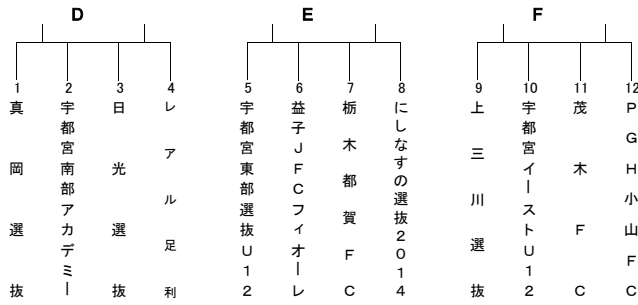 D E F
1 2 3 4 5 6 7 8 9 10 11 12
真岡選抜
宇都宮南部アカデミー
日光選抜
レアル足利
宇都宮東部選抜U12
益子JFCフィオーレ
栃木都賀FC
にしなすの選抜2014
上三川選抜
宇都宮イーストU12
茂木FC
PGH小山FC